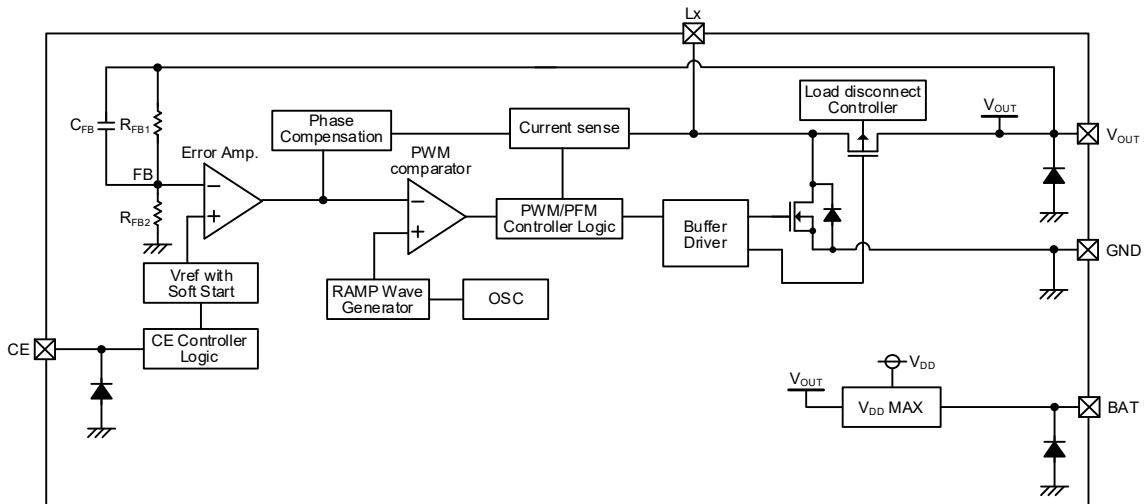 Lx
Load disconnect
Controller
VOUT
VOUT
CFB
RFB1
Phase
Compensation
Current sense
Error Amp.
PWM
comparator
FB
RFB2
−
+
−
+
PWM/PFM
Controller Logic
Buffer
Driver
GND
Vref with
Soft Start
RAMP Wave
Generator
OSC
CE
CE Controller
Logic
VDD
VOUT
VDD MAX
BAT